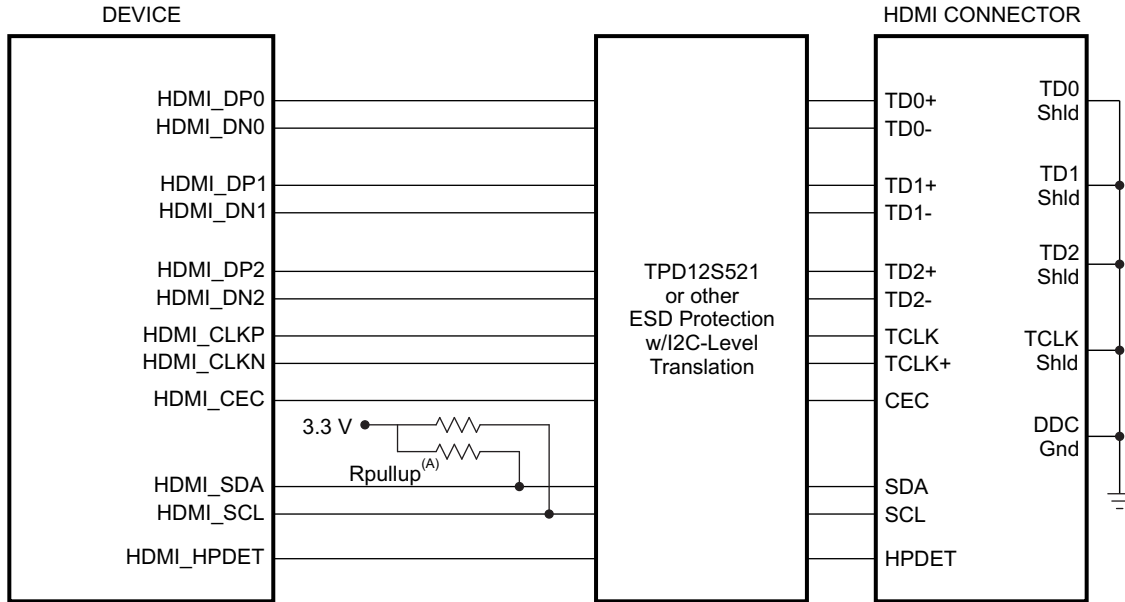 DEVICE
HDMI CONNECTOR
HDMI_DP0
HDMI_DN0
HDMI_DP1
HDMI_DN1
HDMI_DP2
HDMI_DN2
HDMI_CLKP
HDMI_CLKN
HDMI_CEC
3.3 V
Rpullup(A)
HDMI_SDA
HDMI_SCL
HDMI_HPDET
TPD12S521
or other
ESD Protection
w/I2C-Level
Translation
TD0+
TD0-
TD1+
TD1-
TD2+
TD2-
TCLK
TCLK+
CEC
SDA
SCL
HPDET
TD0
Shld
TD1
Shld
TD2
Shld
TCLK
Shld
DDC
Gnd